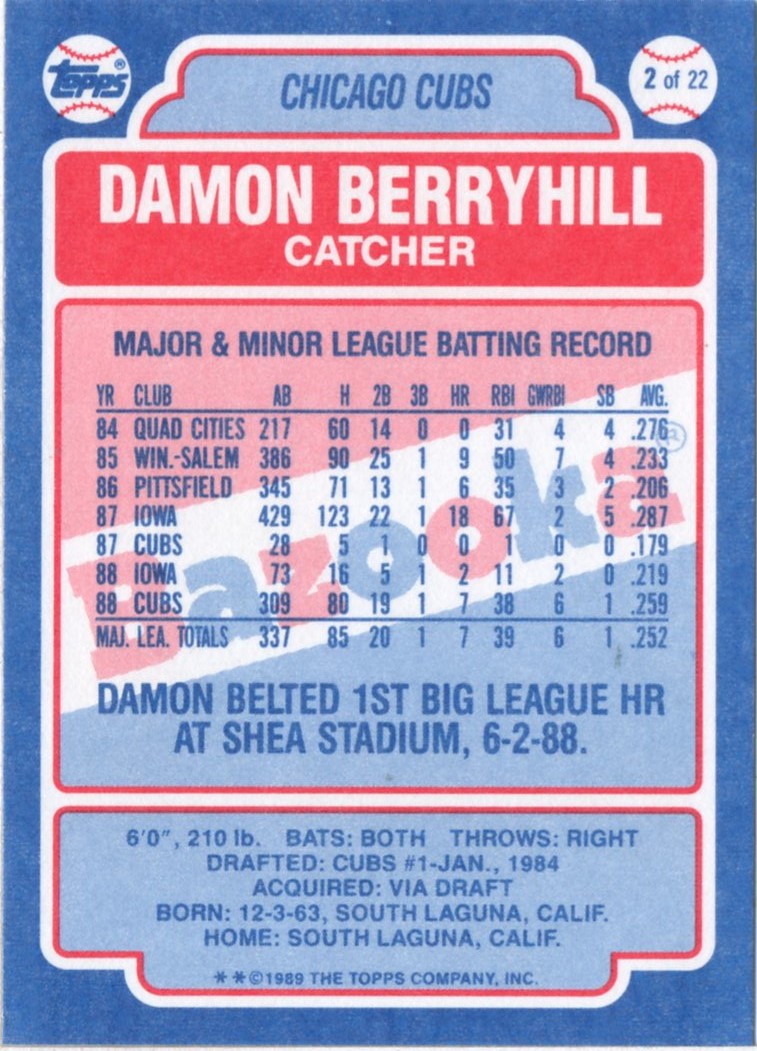 Topps®
CHICAGO CUBS
2 of 22
DAMON BERRYHILL
CATCHER
MAJOR & MINOR LEAGUE BATTING RECORD
YR CLUB AB H 2B 3B HR RBI GWRBI SB AVG.
84 QUAD CITIES 217 60 14 0 0 31 4 4 .276
85 WIN.-SALEM 386 90 25 1 9 50 7 4 .233
86 PITTSFIELD 345 71 13 1 6 35 3 2 .206
87 IOWA 429 123 22 1 18 67 2 5 .287
87 CUBS 28 5 1 0 0 1 0 0 .179
88 IOWA 73 16 5 1 2 11 2 0 .219
88 CUBS 309 80 19 1 7 38 6 1 .259
MAJ. LEA. TOTALS 337 85 20 1 7 39 6 1 .252
Bazooka®
DAMON BELTED 1ST BIG LEAGUE HR
AT SHEA STADIUM, 6-2-88.
6'0", 210 lb. BATS: BOTH THROWS: RIGHT
DRAFTED: CUBS #1-JAN., 1984
ACQUIRED: VIA DRAFT
BORN: 12-3-63, SOUTH LAGUNA, CALIF.
HOME: SOUTH LAGUNA, CALIF.
**©1989 THE TOPPS COMPANY, INC.